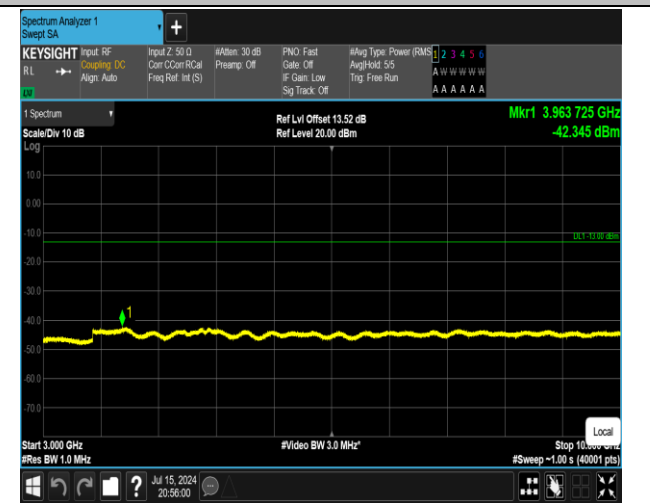 Spectrum Analyzer 1
Swept SA
+
KEYSIGHT Input: RF Input Z: 50 Ω #Atten: 30 dB PNO: Fast #Avg Type: Power (RMS 1 2 3 4 5 6
RL Coupling: DC Corr CCorr RCal Preamp: Off Gate: Off Avg|Hold: 5/5 A W W W W W
Align: Auto Freq Ref: Int (S) IF Gain: Low Trig: Free Run
Sig Track: Off A A A A A A
1 Spectrum Ref Lvl Offset 13.52 dB Mkr1 3.963 725 GHz
Scale/Div 10 dB Ref Level 20.00 dBm -42.345 dBm
Log
10.0
0.00
-10.0
DL1 -13.00 dBm
-20.0
-30.0
-40.0
1
-50.0
-60.0
-70.0
Local
Start 3.000 GHz #Video BW 3.0 MHz* Stop
#Res BW 1.0 MHz #Sweep ~1.00 s (40001 pts)
? Jul 15, 2024
20:56:00